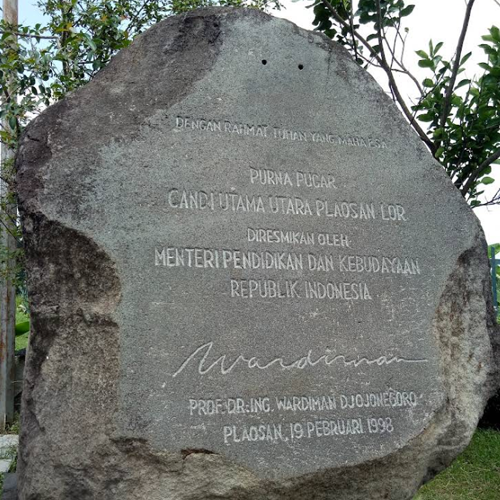 DENGAN RAHMAT TUHAN YANG MAHA ESA
PURNA PUGAR
CANDI UTAMA UTARA PLAOSAN LOR
DIRESMIKAN OLEH
MENTERI PENDIDIKAN DAN KEBUDAYAAN
REPUBLIK INDONESIA
Wardiman
PROF. DR. ING. WARDIMAN DJOJONEGORO
PLAOSAN, 19 PEBRUARI 1998